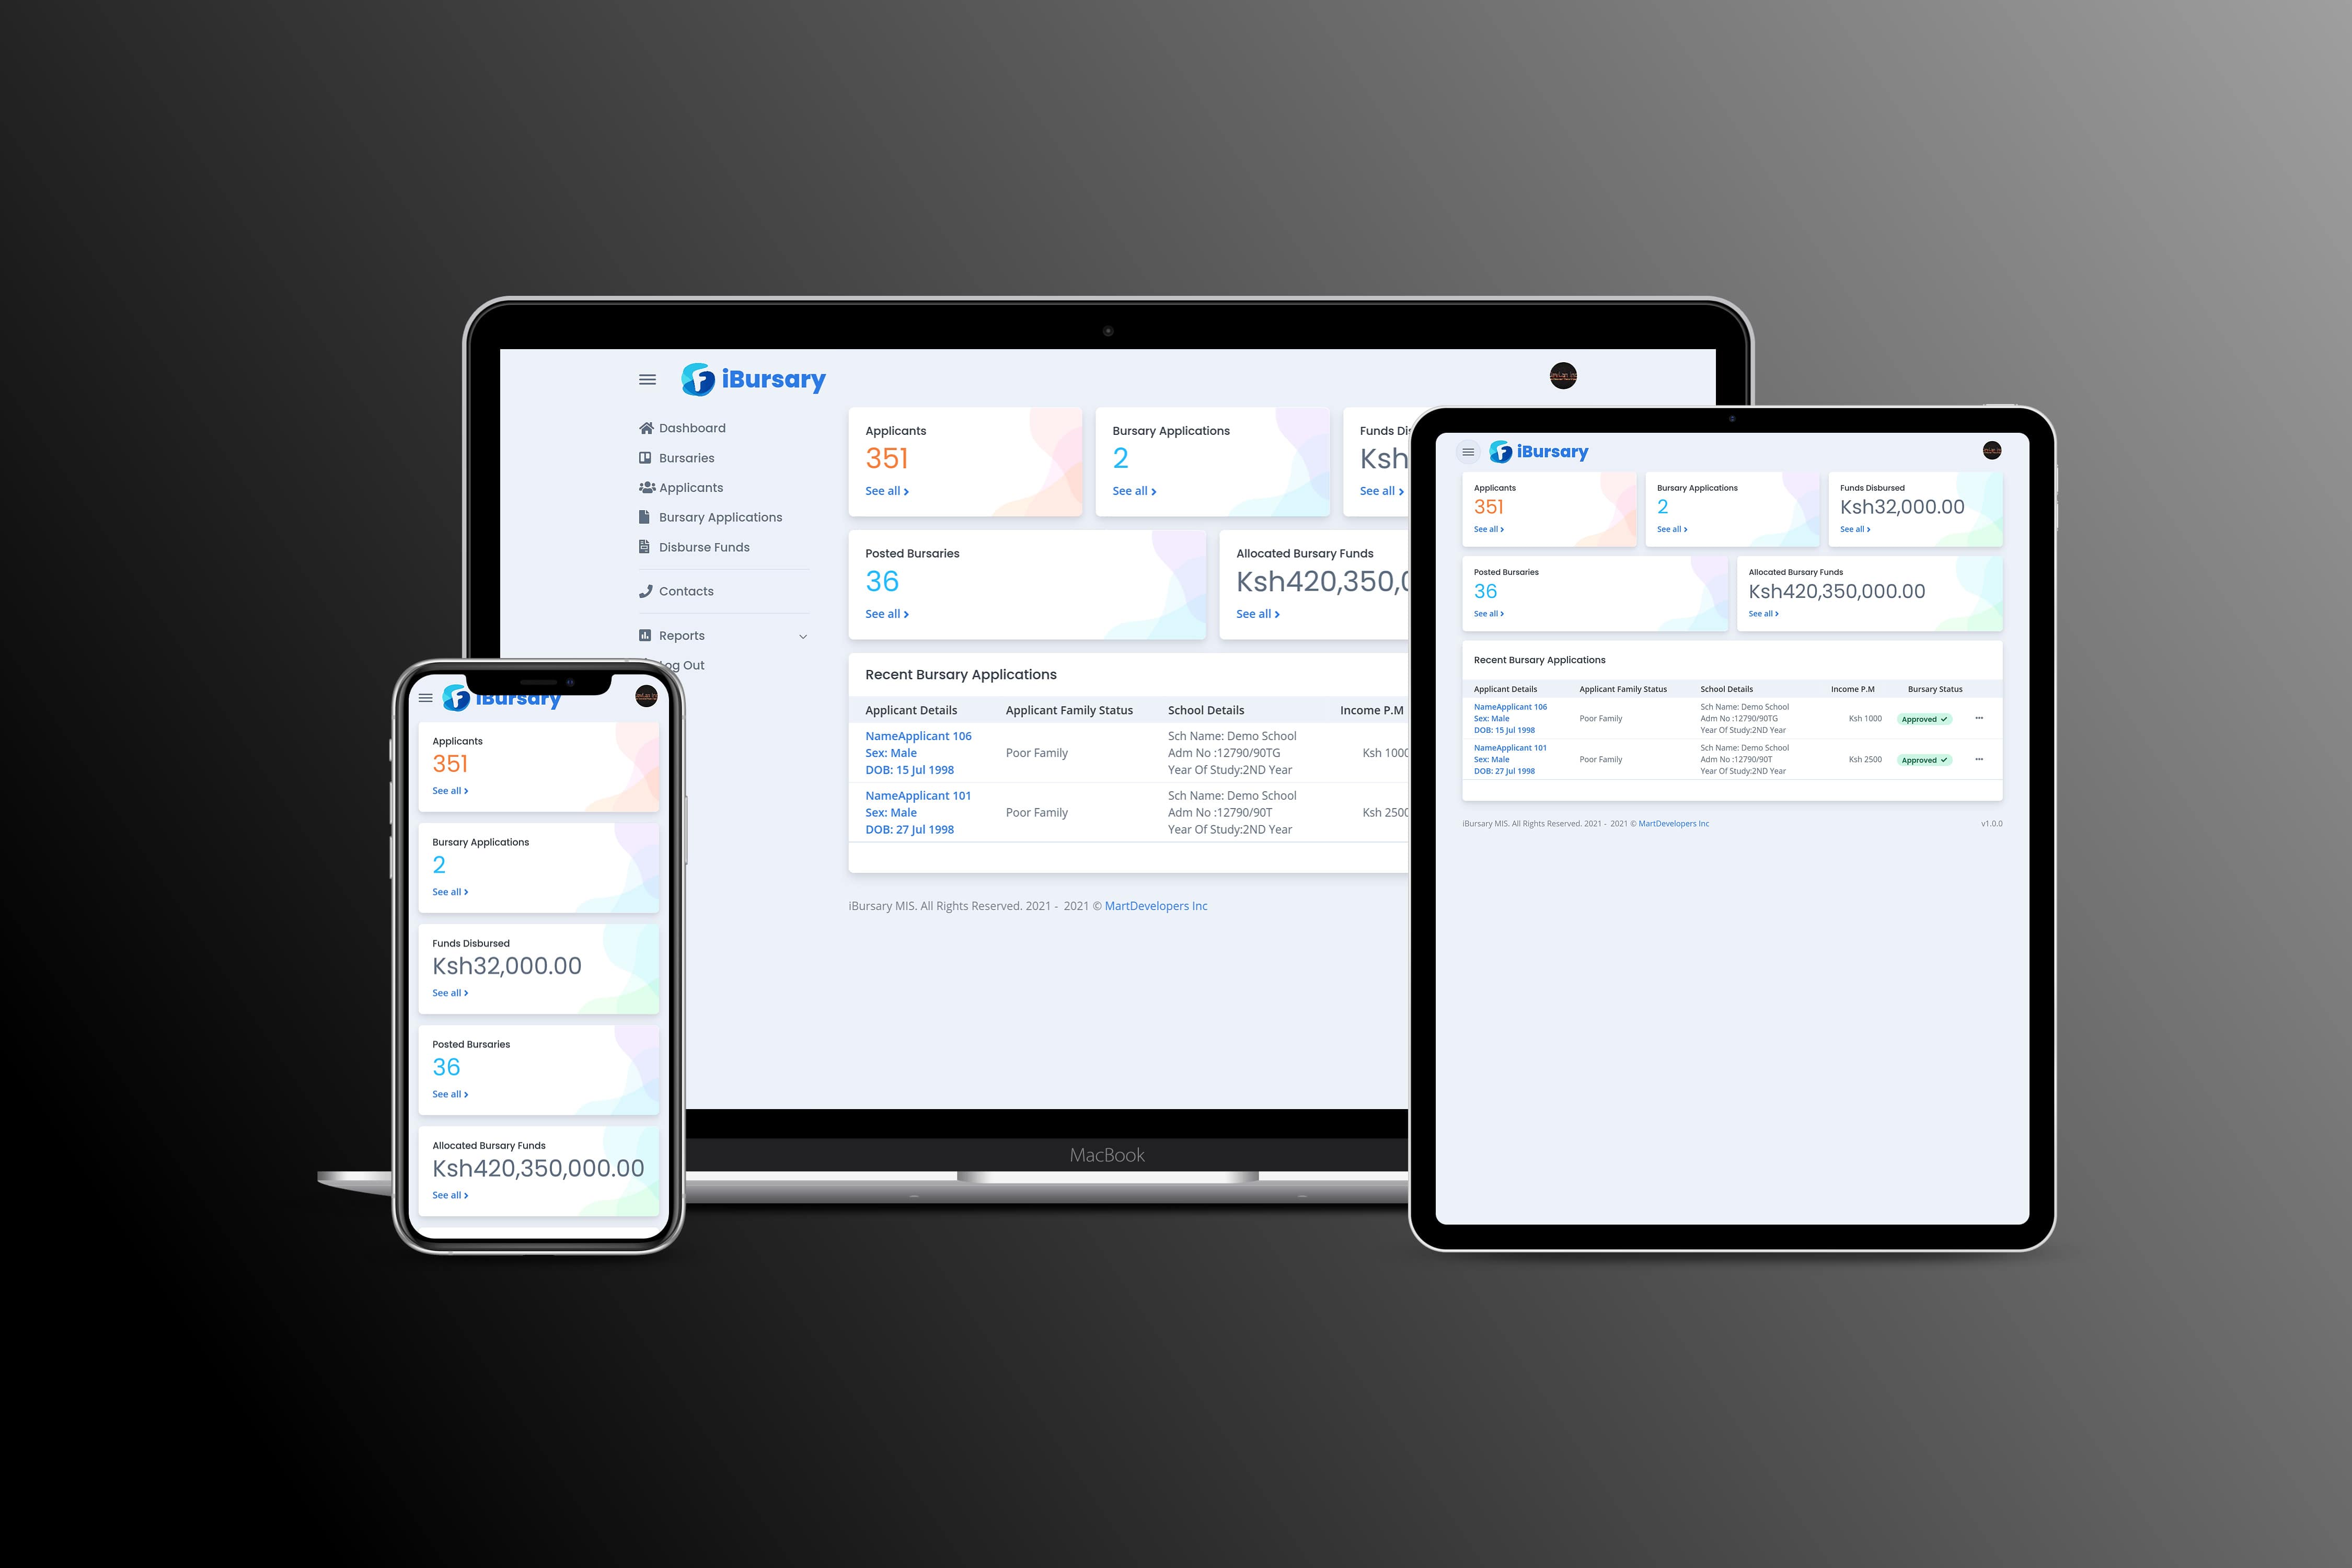 iBursary
Dashboard
Bursaries
Applicants
Bursary Applications
Disburse Funds
Contacts
Reports
og Out
Applicants
351
See all
Bursary Applications
2
See all
Funds Di
Ksh
See all
Posted Bursaries
36
See all
Allocated Bursary Funds
Ksh420,350,0
See all
Recent Bursary Applications
Applicant Details Applicant Family Status School Details Income P.M
NameApplicant 106
Sex: Male
DOB: 15 Jul 1998
Poor Family
Sch Name: Demo School
Adm No :12790/90TG
Year Of Study:2ND Year
Ksh 1000
NameApplicant 101
Sex: Male
DOB: 27 Jul 1998
Poor Family
Sch Name: Demo School
Adm No :12790/90T
Year Of Study:2ND Year
Ksh 2500
iBursary MIS. All Rights Reserved. 2021 - 2021 © MartDevelopers Inc
MacBook
iBursary
Applicants
351
See all
Bursary Applications
2
See all
Funds Disbursed
Ksh32,000.00
See all
Posted Bursaries
36
See all
Allocated Bursary Funds
Ksh420,350,000.00
See all
iBursary
Applicants
351
See all
Bursary Applications
2
See all
Funds Disbursed
Ksh32,000.00
See all
Posted Bursaries
36
See all
Allocated Bursary Funds
Ksh420,350,000.00
See all
Recent Bursary Applications
Applicant Details Applicant Family Status School Details Income P.M Bursary Status
NameApplicant 106
Sex: Male
DOB: 15 Jul 1998
Poor Family
Sch Name: Demo School
Adm No :12790/90TG
Year Of Study:2ND Year
Ksh 1000
Approved
NameApplicant 101
Sex: Male
DOB: 27 Jul 1998
Poor Family
Sch Name: Demo School
Adm No :12790/90T
Year Of Study:2ND Year
Ksh 2500
Approved
iBursary MIS. All Rights Reserved. 2021 - 2021 © MartDevelopers Inc
v1.0.0